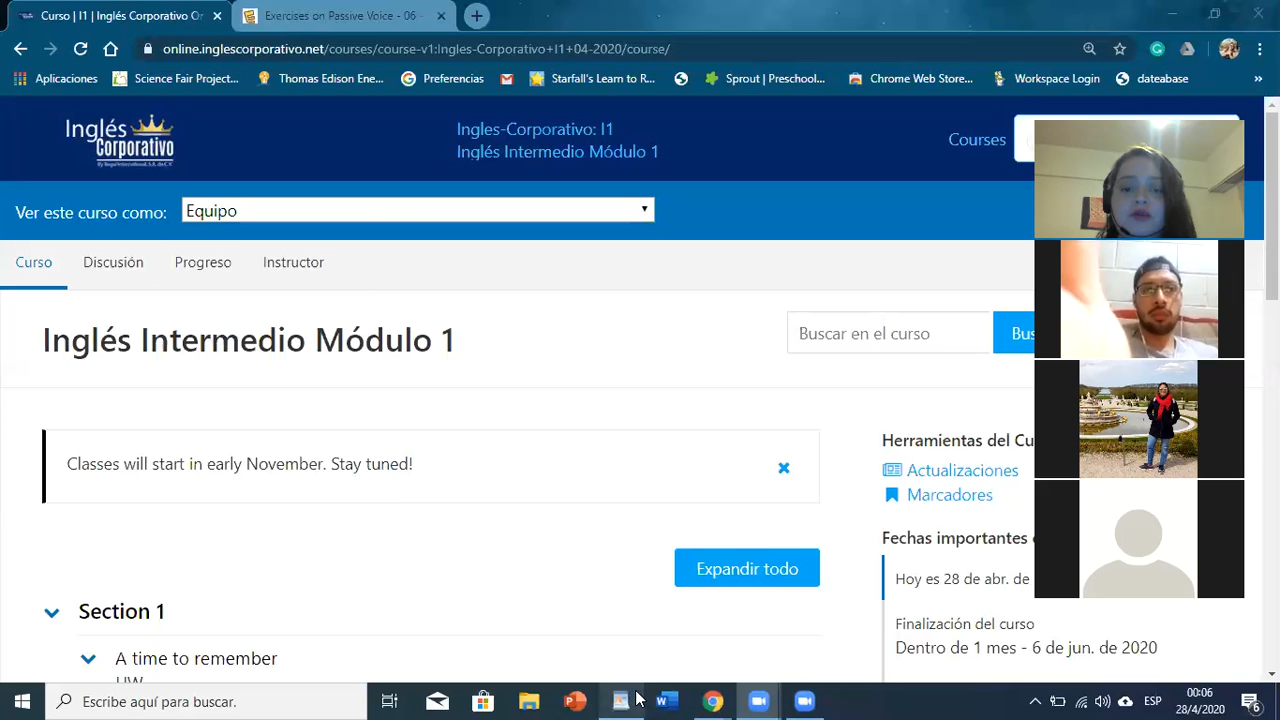 Curso | I1 | Inglés Corporativo Or
Exercises on Passive Voice - 06
online.inglescorporativo.net/courses/course-v1:Ingles-Corporativo+I1+04-2020/course/
Aplicaciones
Science Fair Project...
Thomas Edison Ene...
Preferencias
Starfall's Learn to R...
Sprout | Preschool...
Chrome Web Store...
Workspace Login
dateabase
»
Inglés
Corporativo
Ingles-Corporativo: I1
Inglés Intermedio Módulo 1
Courses
Ver este curso como:
Equipo
Curso
Discusión
Progreso
Instructor
Inglés Intermedio Módulo 1
Buscar en el curso
Bus
Classes will start in early November. Stay tuned!
Herramientas del Cu
Actualizaciones
Marcadores
Expandir todo
Fechas importantes
Hoy es 28 de abr. de
Section 1
Finalización del curso
Dentro de 1 mes - 6 de jun. de 2020
A time to remember
HW
Escribe aquí para buscar.
ESP
00:06
28/4/2020
6